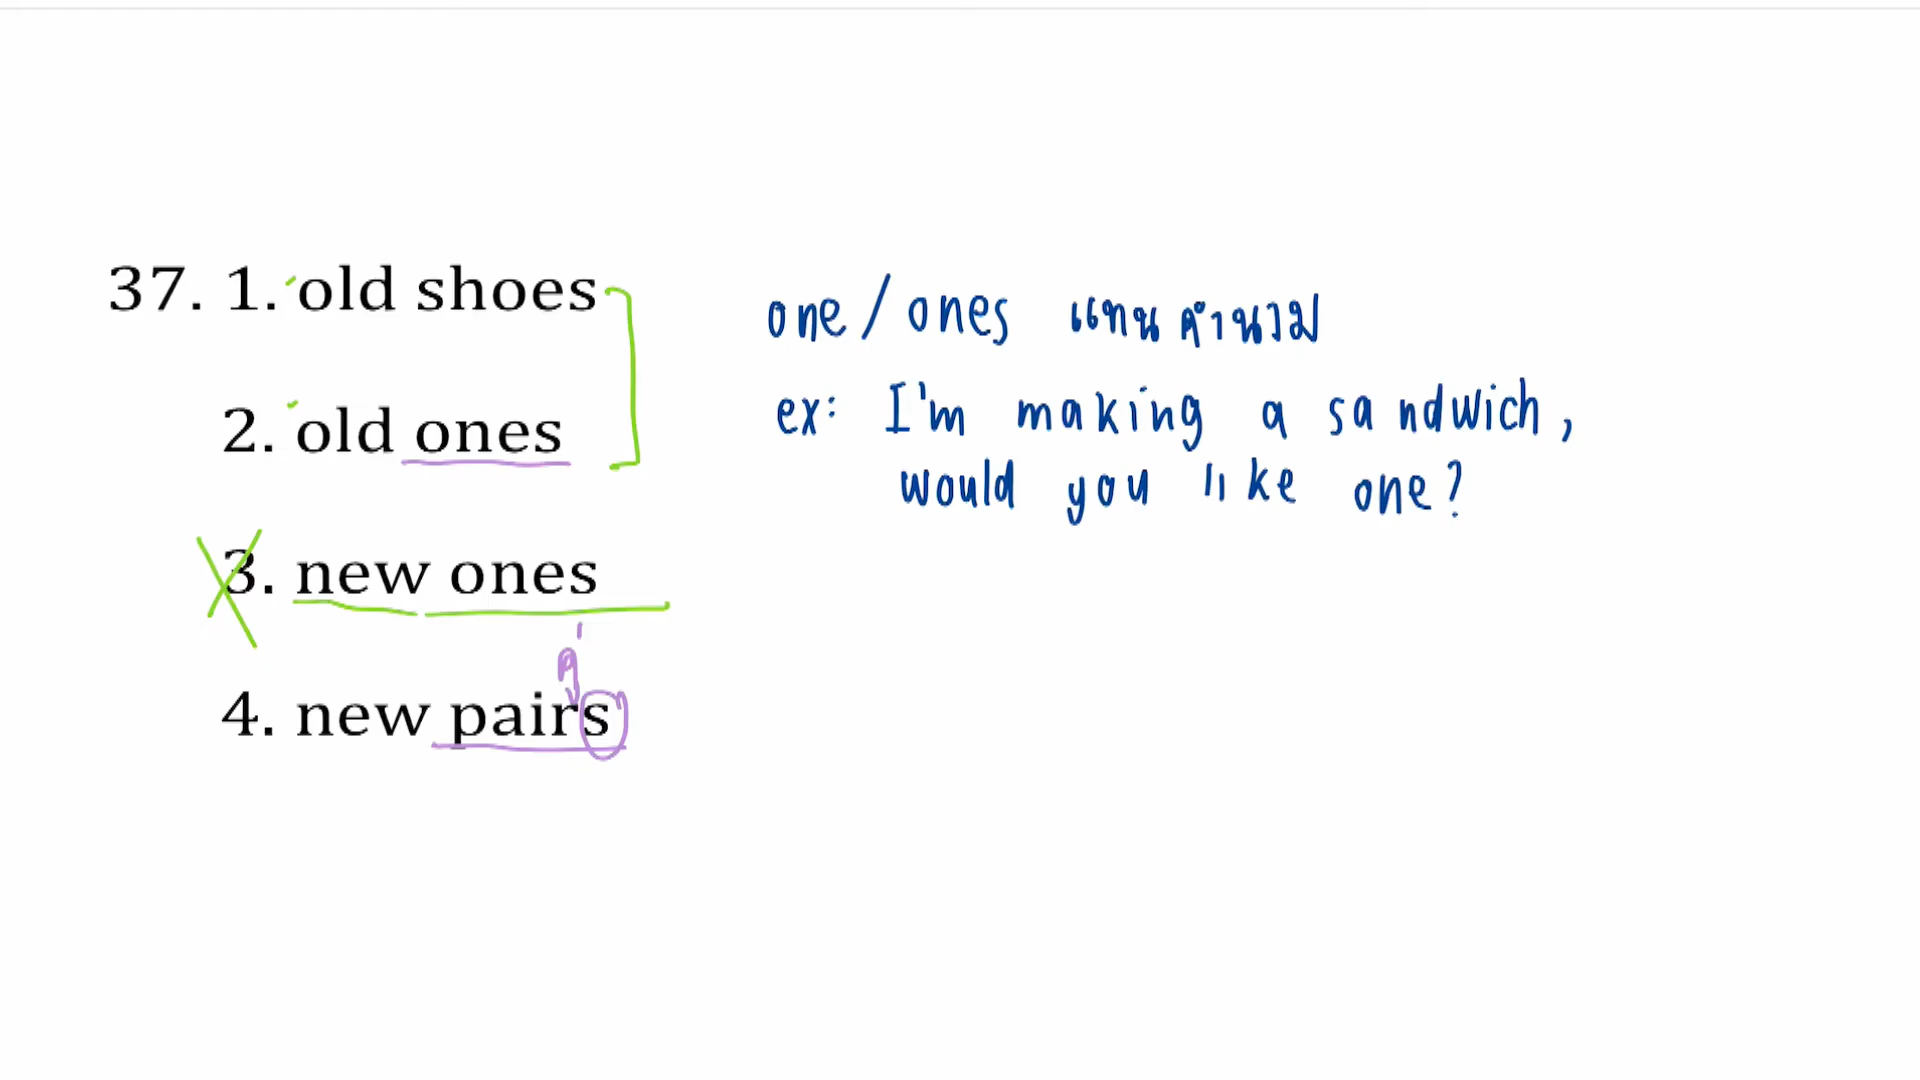 37. 1. old shoes
2. old ones
3. new ones
4. new pairs
คู่
one / ones แทนคำนาม
ex: I'm making a sandwich,
would you like one?